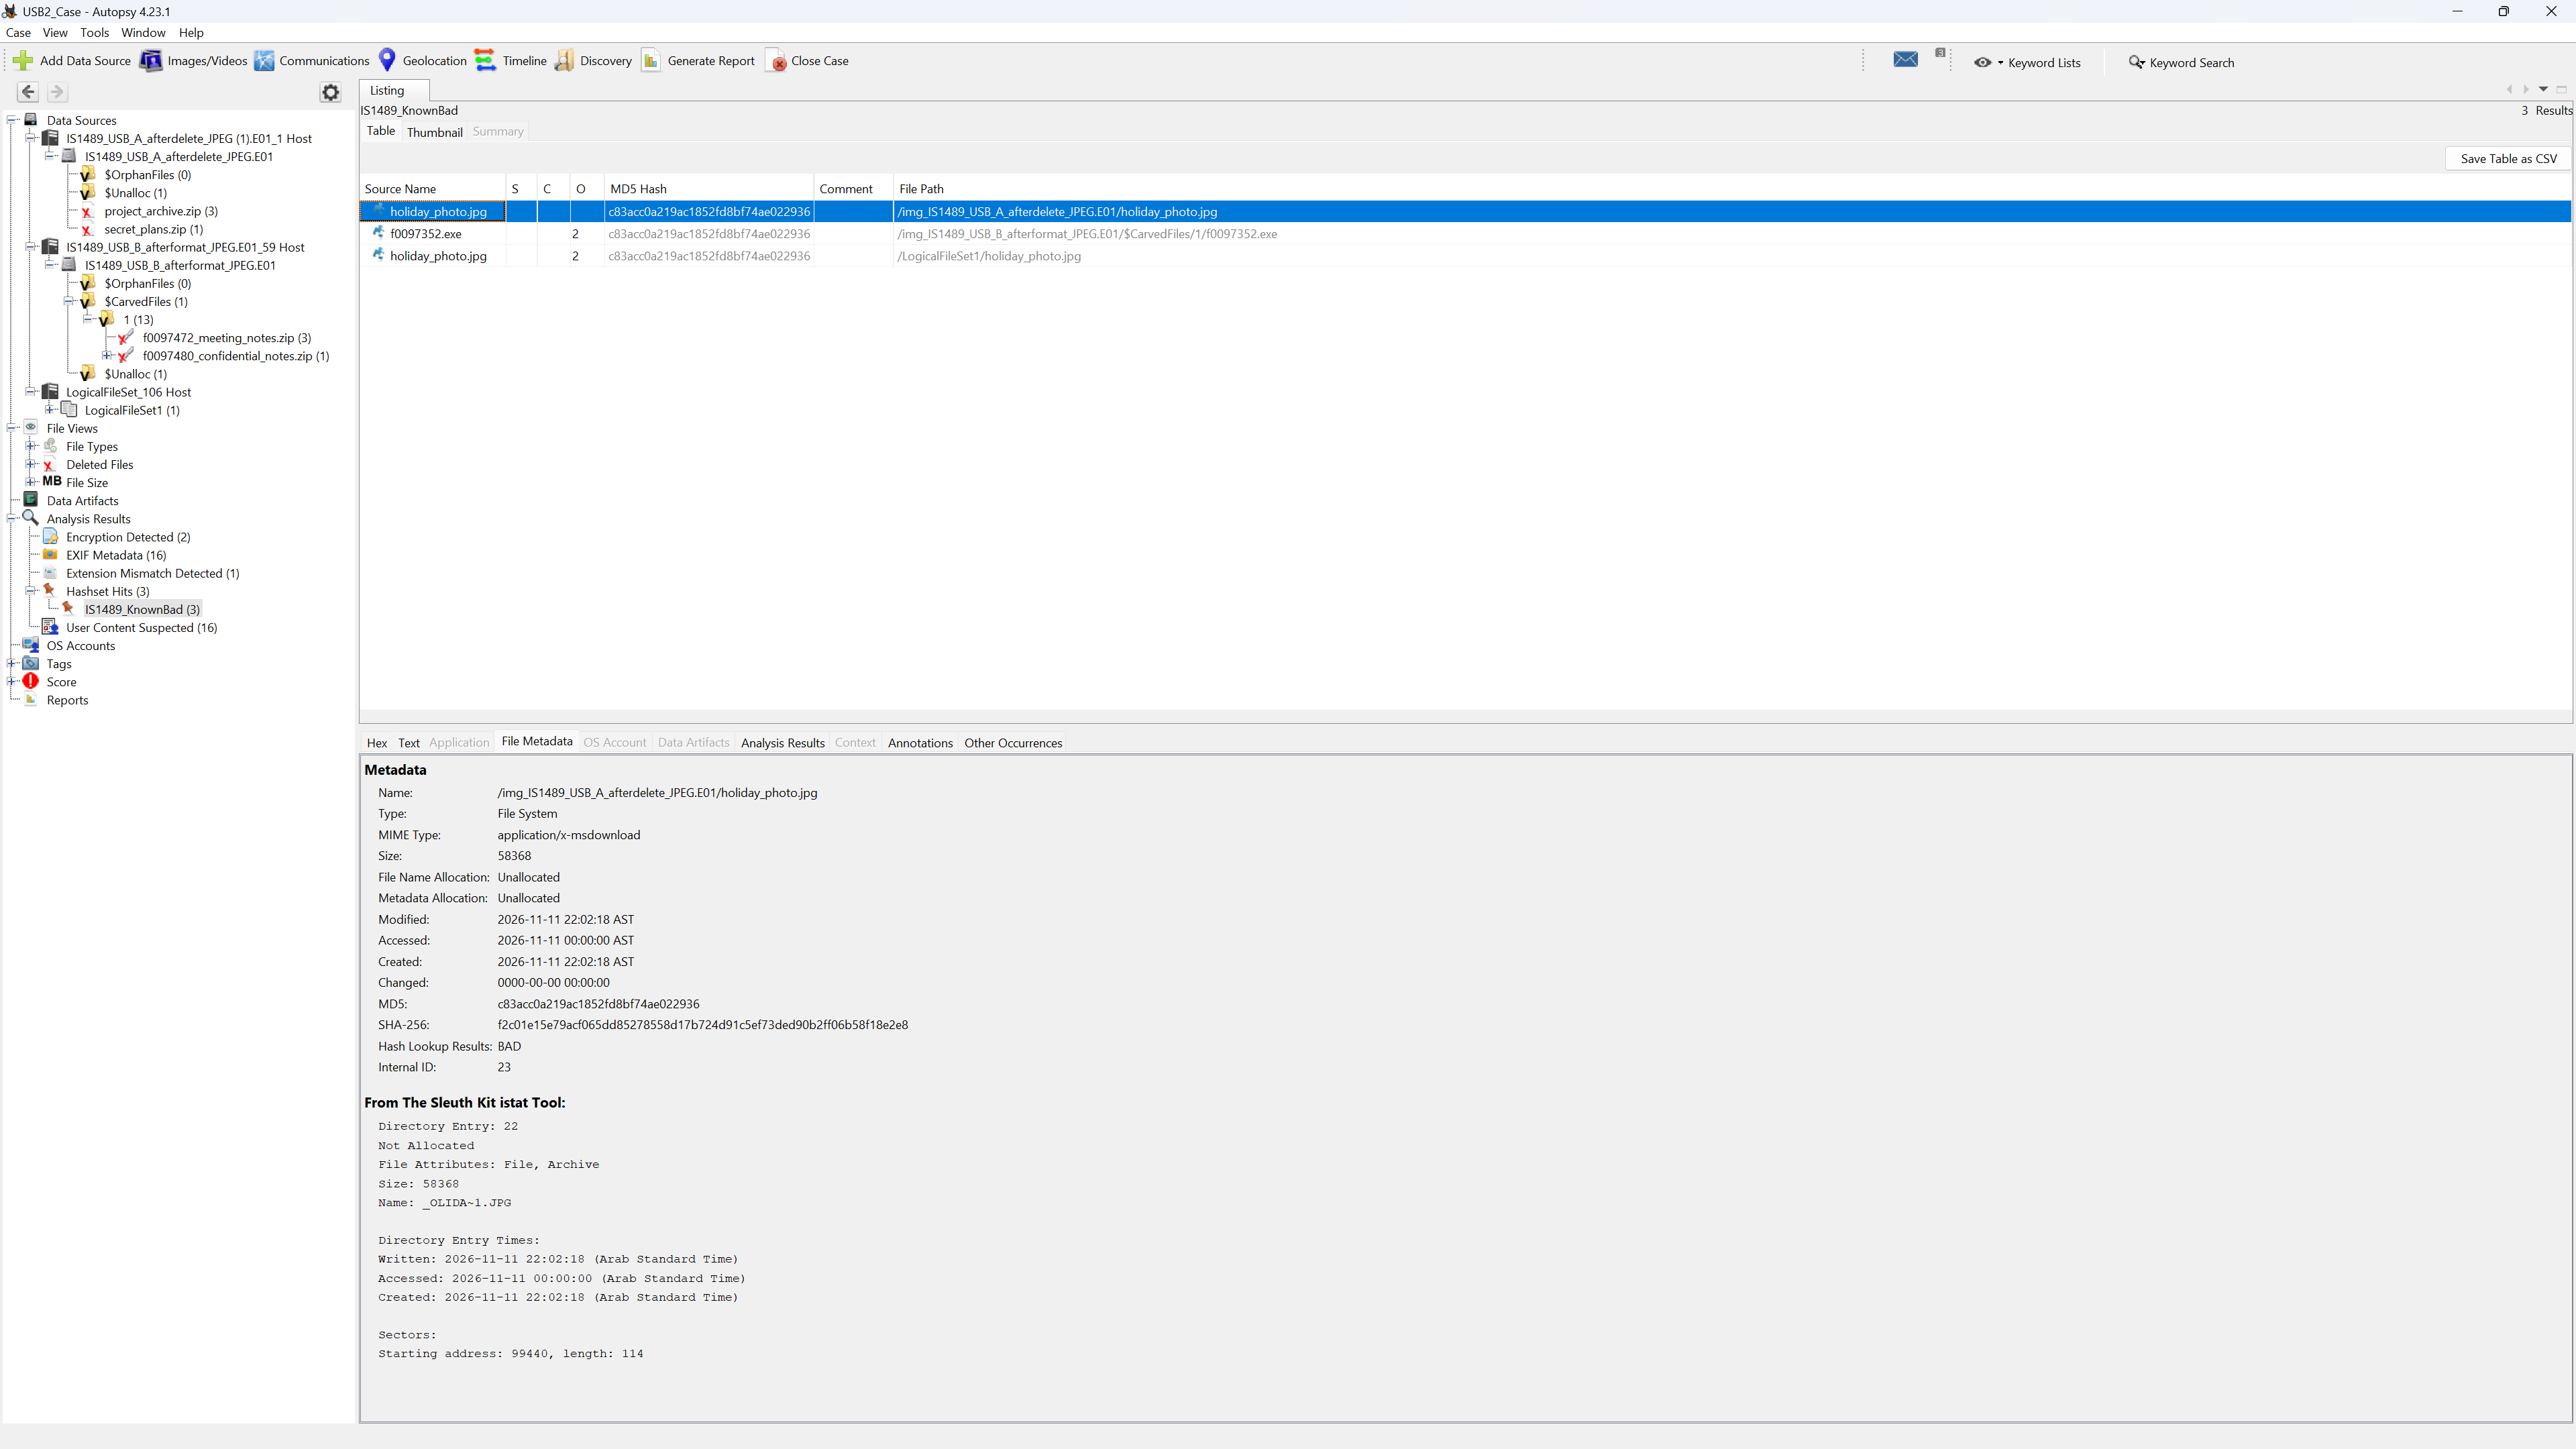 USB2_Case - Autopsy 4.23.1
Case View Tools Window Help
Add Data Source Images/Videos Communications Geolocation Timeline Discovery Generate Report Close Case 3 Keyword Lists Keyword Search
Data Sources
IS1489_USB_A_afterdelete_JPEG (1).E01_1 Host
IS1489_USB_A_afterdelete_JPEG.E01
$OrphanFiles (0)
$Unalloc (1)
project_archive.zip (3)
secret_plans.zip (1)
IS1489_USB_B_afterformat_JPEG.E01_59 Host
IS1489_USB_B_afterformat_JPEG.E01
$OrphanFiles (0)
$CarvedFiles (1)
1 (13)
f0097472_meeting_notes.zip (3)
f0097480_confidential_notes.zip (1)
$Unalloc (1)
LogicalFileSet_106 Host
LogicalFileSet1 (1)
File Views
File Types
Deleted Files
MB File Size
Data Artifacts
Analysis Results
Encryption Detected (2)
EXIF Metadata (16)
Extension Mismatch Detected (1)
Hashset Hits (3)
IS1489_KnownBad (3)
User Content Suspected (16)
OS Accounts
Tags
Score
Reports
Listing
IS1489_KnownBad 3 Results
Table Thumbnail Summary
Save Table as CSV
Source Name S C O MD5 Hash Comment File Path
holiday_photo.jpg c83acc0a219ac1852fd8bf74ae022936 /img_IS1489_USB_A_afterdelete_JPEG.E01/holiday_photo.jpg
f0097352.exe 2 c83acc0a219ac1852fd8bf74ae022936 /img_IS1489_USB_B_afterformat_JPEG.E01/$CarvedFiles/1/f0097352.exe
holiday_photo.jpg 2 c83acc0a219ac1852fd8bf74ae022936 /LogicalFileSet1/holiday_photo.jpg
Hex Text Application File Metadata OS Account Data Artifacts Analysis Results Context Annotations Other Occurrences
Metadata
Name: /img_IS1489_USB_A_afterdelete_JPEG.E01/holiday_photo.jpg
Type: File System
MIME Type: application/x-msdownload
Size: 58368
File Name Allocation: Unallocated
Metadata Allocation: Unallocated
Modified: 2026-11-11 22:02:18 AST
Accessed: 2026-11-11 00:00:00 AST
Created: 2026-11-11 22:02:18 AST
Changed: 0000-00-00 00:00:00
MD5: c83acc0a219ac1852fd8bf74ae022936
SHA-256: f2c01e15e79acf065dd85278558d17b724d91c5ef73ded90b2ff06b58f18e2e8
Hash Lookup Results: BAD
Internal ID: 23
From The Sleuth Kit istat Tool:
Directory Entry: 22
Not Allocated
File Attributes: File, Archive
Size: 58368
Name: _OLIDA~1.JPG
Directory Entry Times:
Written: 2026-11-11 22:02:18 (Arab Standard Time)
Accessed: 2026-11-11 00:00:00 (Arab Standard Time)
Created: 2026-11-11 22:02:18 (Arab Standard Time)
Sectors:
Starting address: 99440, length: 114